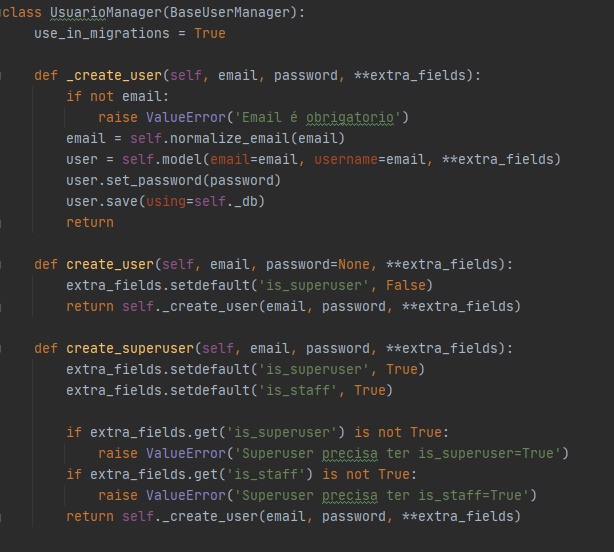 class UsuarioManager(BaseUserManager):
    use_in_migrations = True

    def _create_user(self, email, password, **extra_fields):
        if not email:
            raise ValueError('Email é obrigatorio')
        email = self.normalize_email(email)
        user = self.model(email=email, username=email, **extra_fields)
        user.set_password(password)
        user.save(using=self._db)
        return

    def create_user(self, email, password=None, **extra_fields):
        extra_fields.setdefault('is_superuser', False)
        return self._create_user(email, password, **extra_fields)

    def create_superuser(self, email, password, **extra_fields):
        extra_fields.setdefault('is_superuser', True)
        extra_fields.setdefault('is_staff', True)

        if extra_fields.get('is_superuser') is not True:
            raise ValueError('Superuser precisa ter is_superuser=True')
        if extra_fields.get('is_staff') is not True:
            raise ValueError('Superuser precisa ter is_staff=True')
        return self._create_user(email, password, **extra_fields)